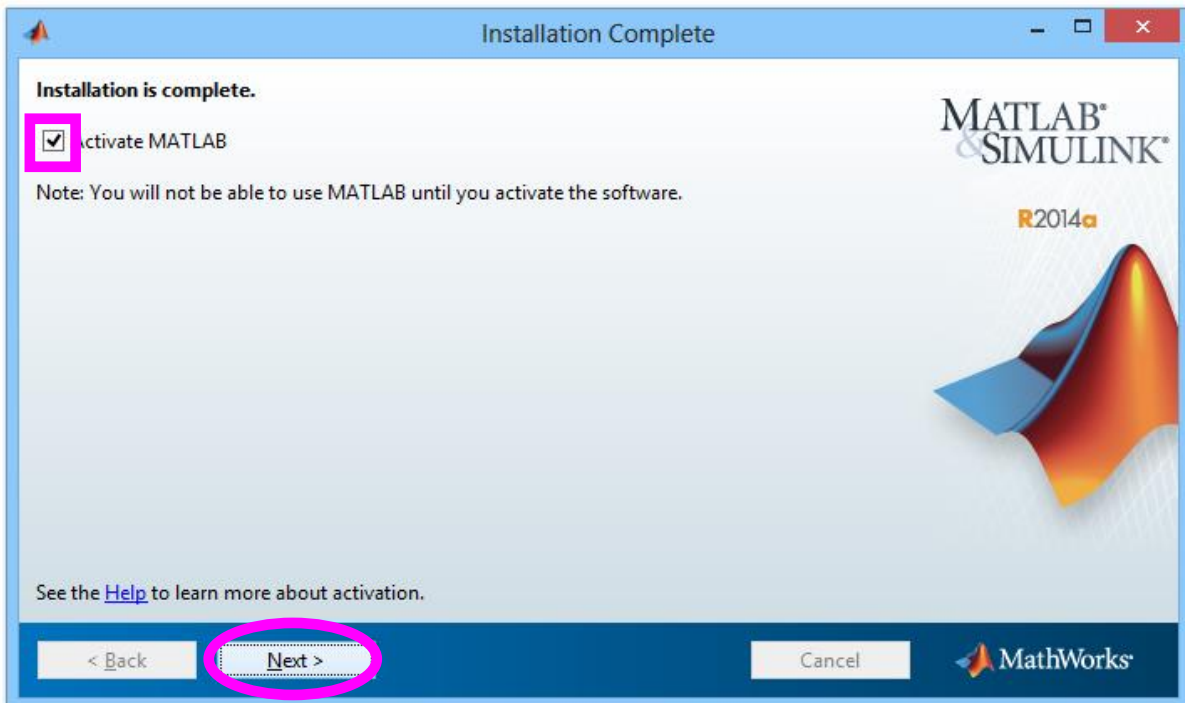 Installation Complete
Installation is complete.
ctivate MATLAB
Note: You will not be able to use MATLAB until you activate the software.
MATLAB®
&SIMULINK®
R2014a
See the Help to learn more about activation.
< Back
Next >
Cancel
MathWorks®